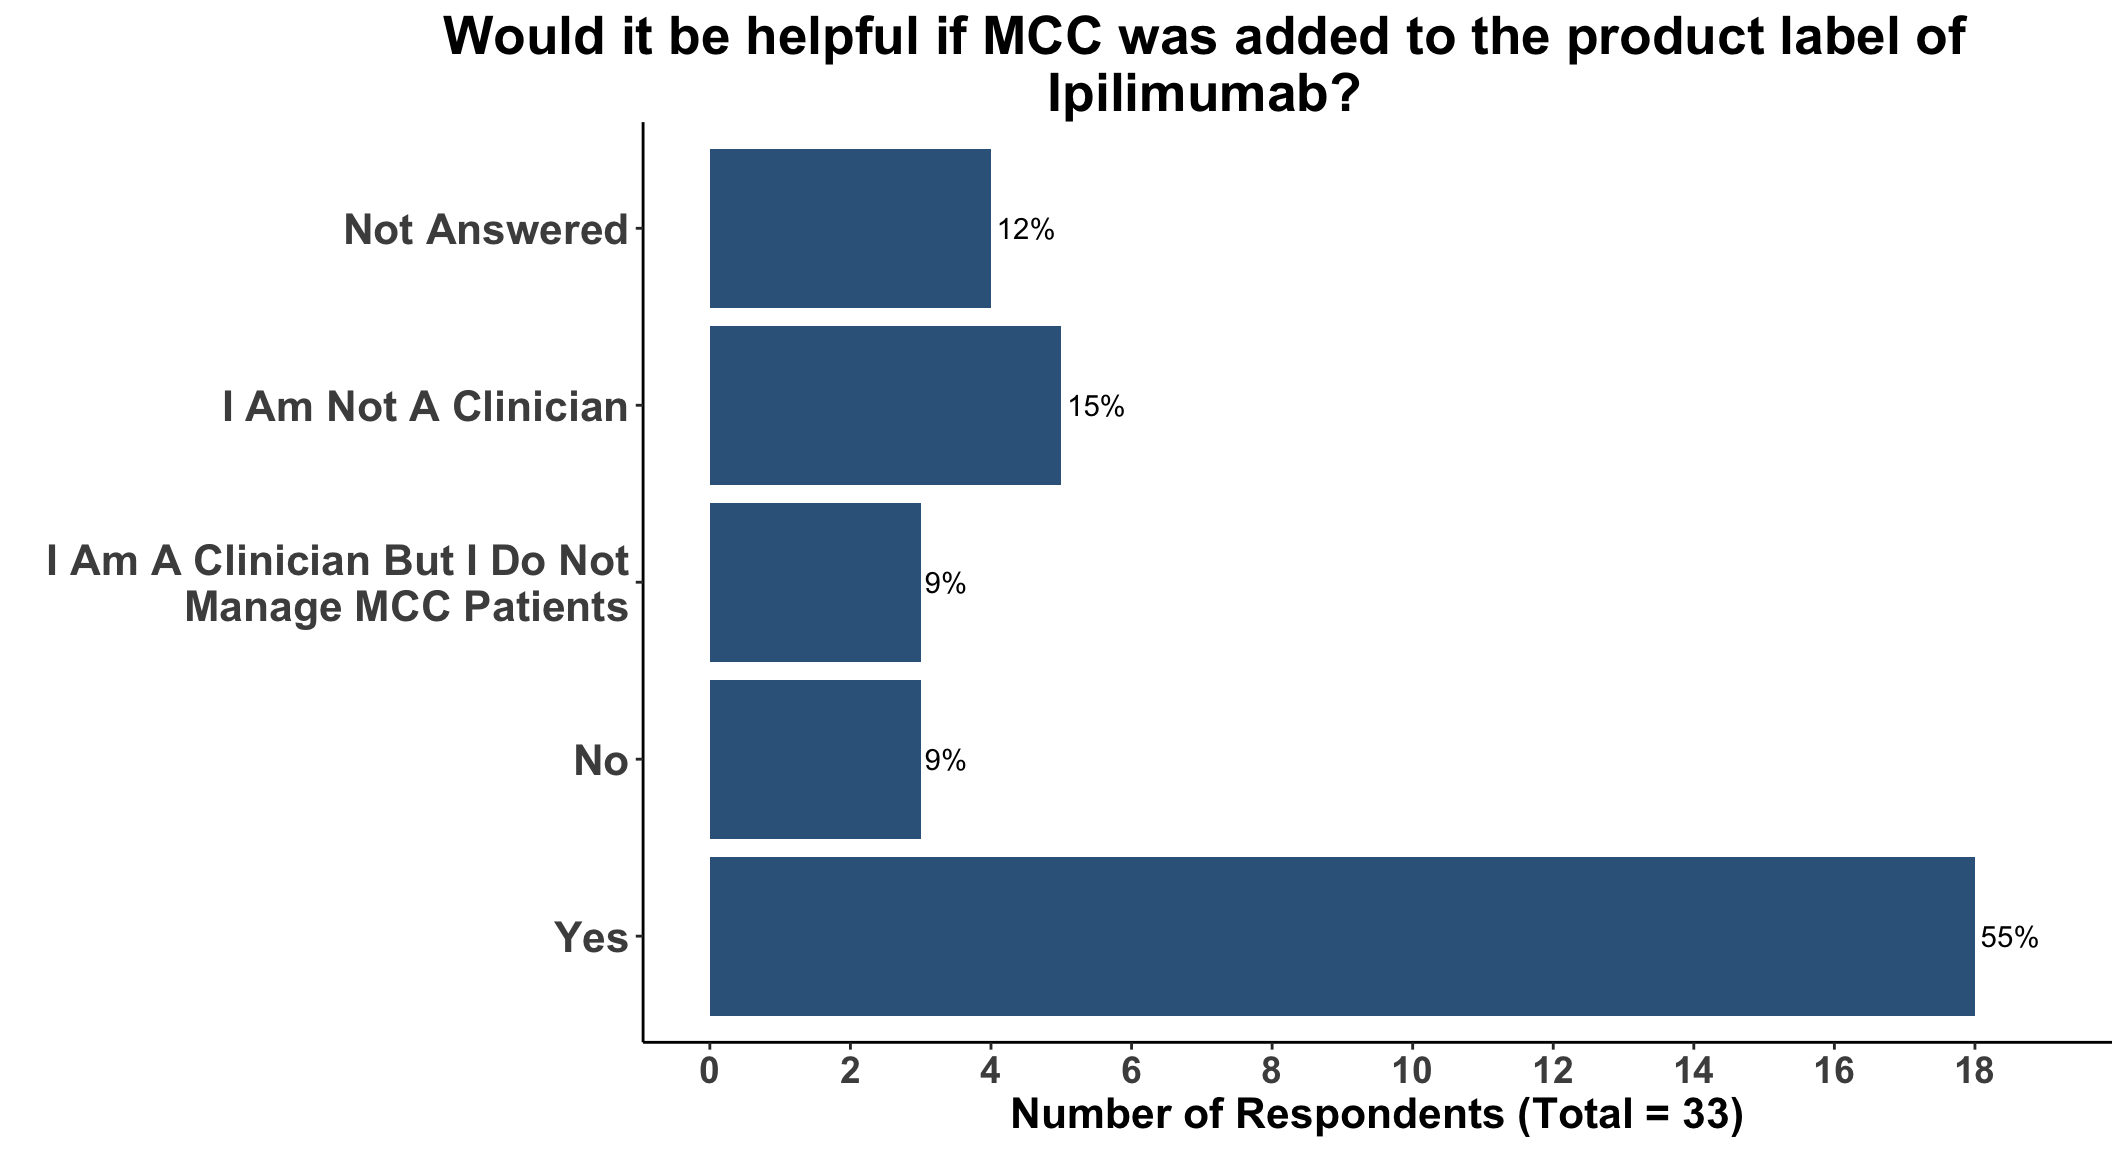 Would it be helpful if MCC was added to the product label of
Ipilimumab?
Not Answered
12%
I Am Not A Clinician
15%
I Am A Clinician But I Do Not
Manage MCC Patients
9%
No
9%
Yes
55%
0 2 4 6 8 10 12 14 16 18
Number of Respondents (Total = 33)